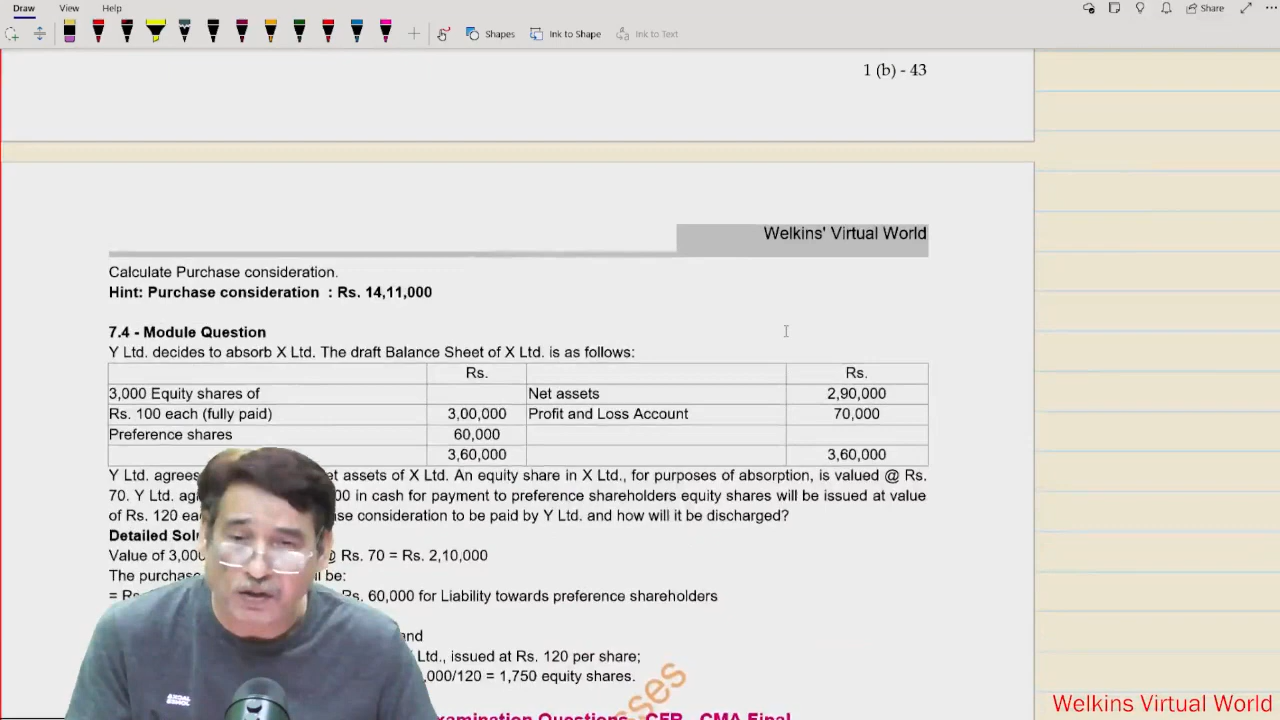 Draw View Help
Shapes Ink to Shape Ink to Text Share
1 (b) - 43
Welkins' Virtual World
Calculate Purchase consideration.
Hint: Purchase consideration : Rs. 14,11,000
7.4 - Module Question
Y Ltd. decides to absorb X Ltd. The draft Balance Sheet of X Ltd. is as follows:
Rs. Rs.
3,000 Equity shares of Net assets 2,90,000
Rs. 100 each (fully paid) 3,00,000 Profit and Loss Account 70,000
Preference shares 60,000
3,60,000 3,60,000
Y Ltd. agrees et assets of X Ltd. An equity share in X Ltd., for purposes of absorption, is valued @ Rs.
70. Y Ltd. 00 in cash for payment to preference shareholders equity shares will be issued at value
of Rs. 120 consideration to be paid by Y Ltd. and how will it be discharged?
Detailed
Value of @ Rs. 70 = Rs. 2,10,000
The be:
= Rs. 60,000 for Liability towards preference shareholders
and
Ltd., issued at Rs. 120 per share;
,000/120 = 1,750 equity shares.
Examination Questions - CFR - CMA Final
Welkins Virtual World